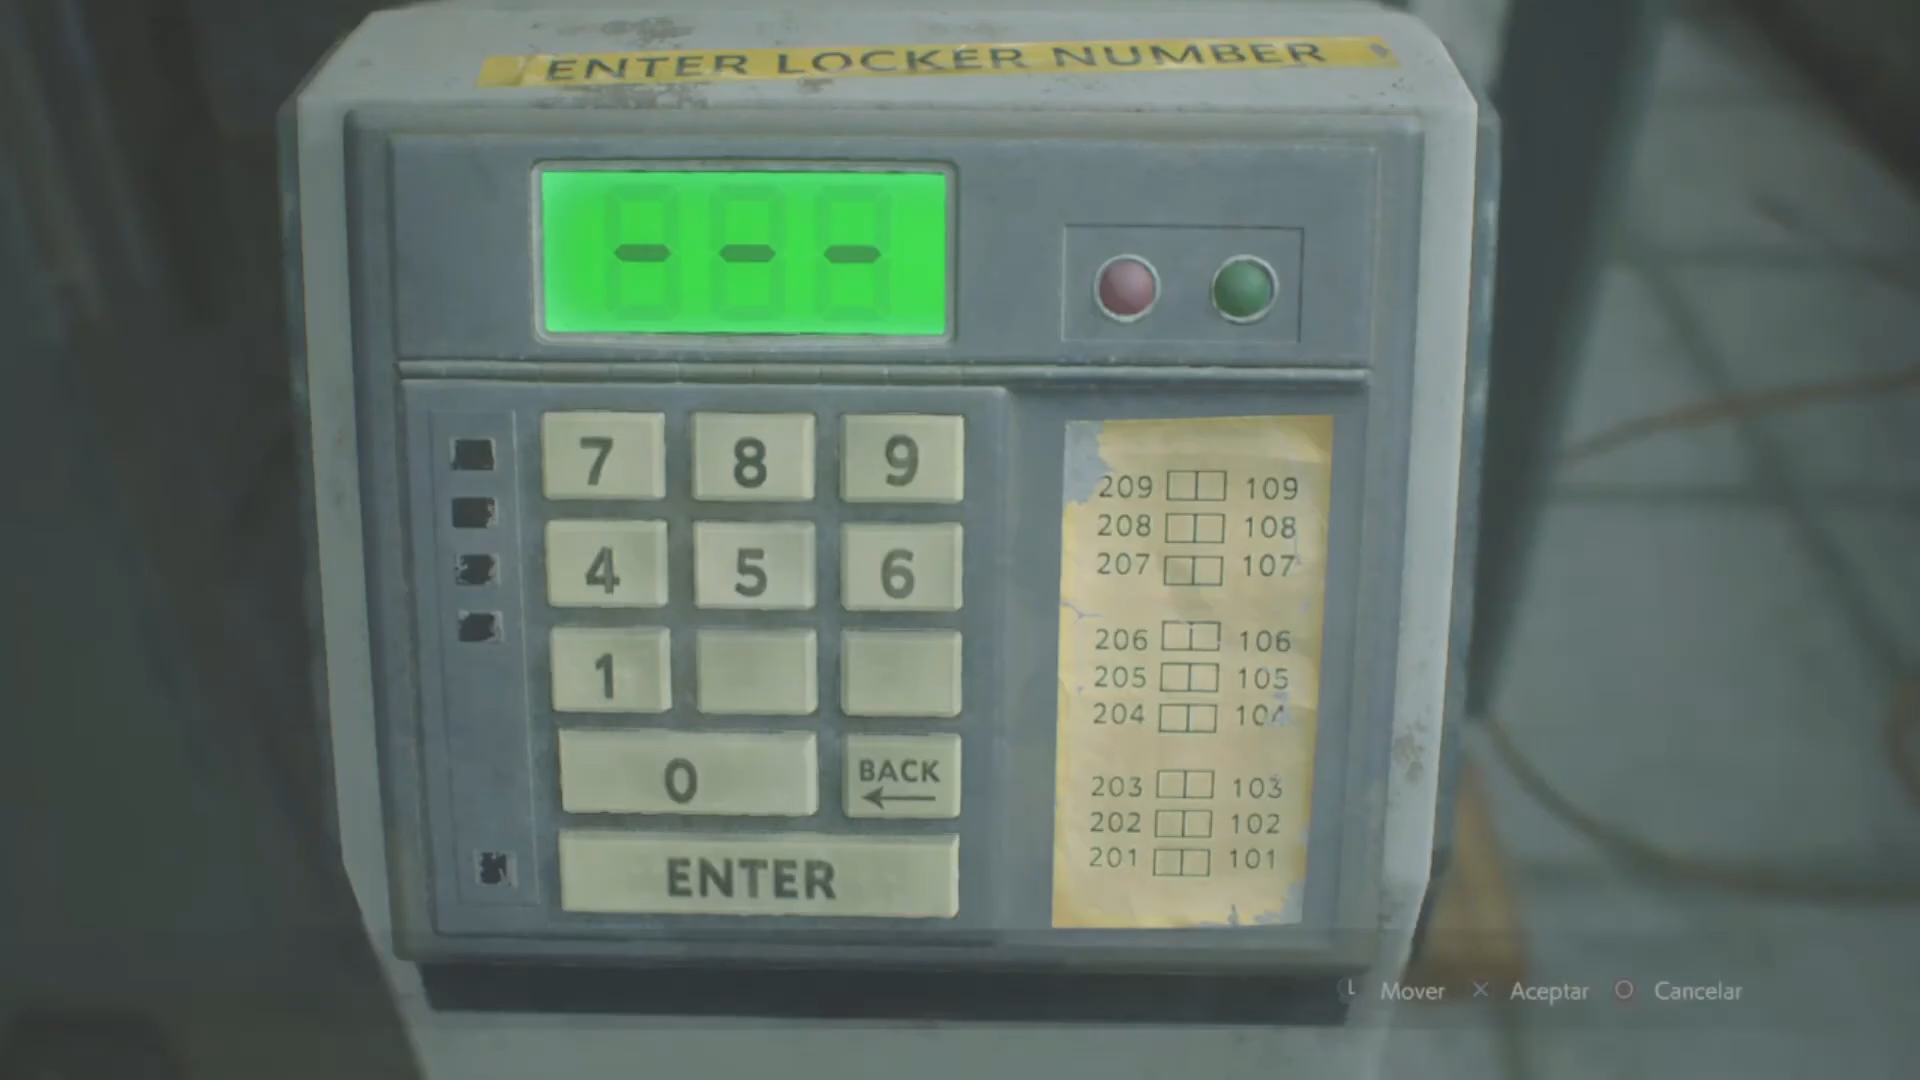 ENTER LOCKER NUMBER
7 8 9
4 5 6
1
0 BACK
ENTER
209 109
208 108
207 107
206 106
205 105
204 104
203 103
202 102
201 101
L Mover Aceptar Cancelar